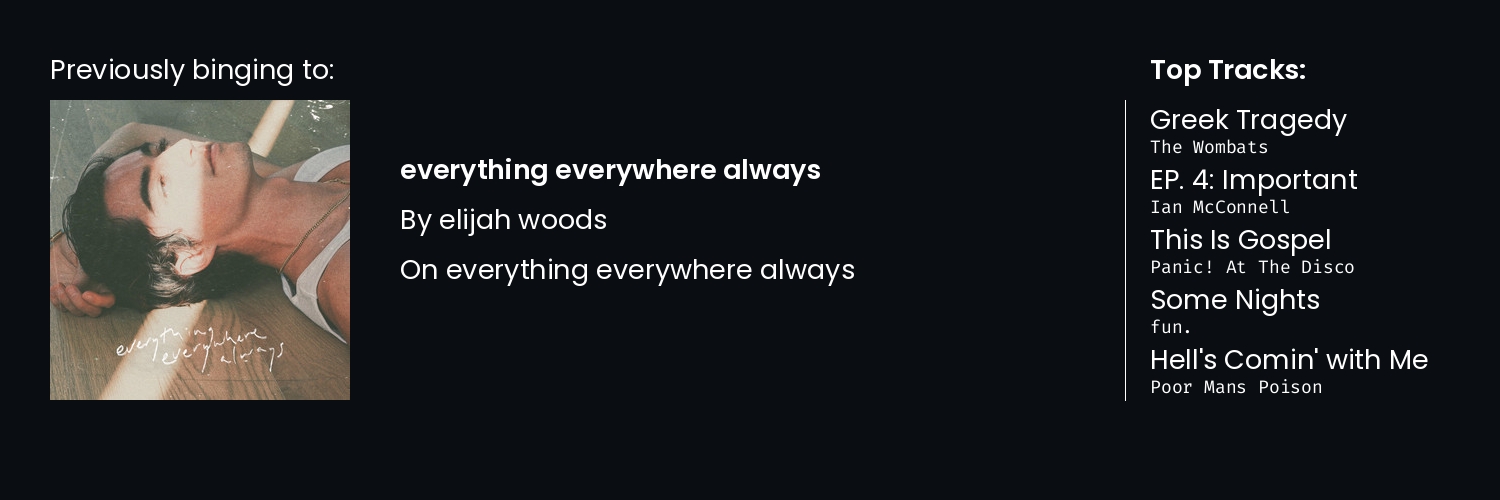 Previously binging to:
everything
everywhere
always
everything everywhere always
By elijah woods
On everything everywhere always
Top Tracks:
Greek Tragedy
The Wombats
EP. 4: Important
Ian McConnell
This Is Gospel
Panic! At The Disco
Some Nights
fun.
Hell's Comin' with Me
Poor Mans Poison